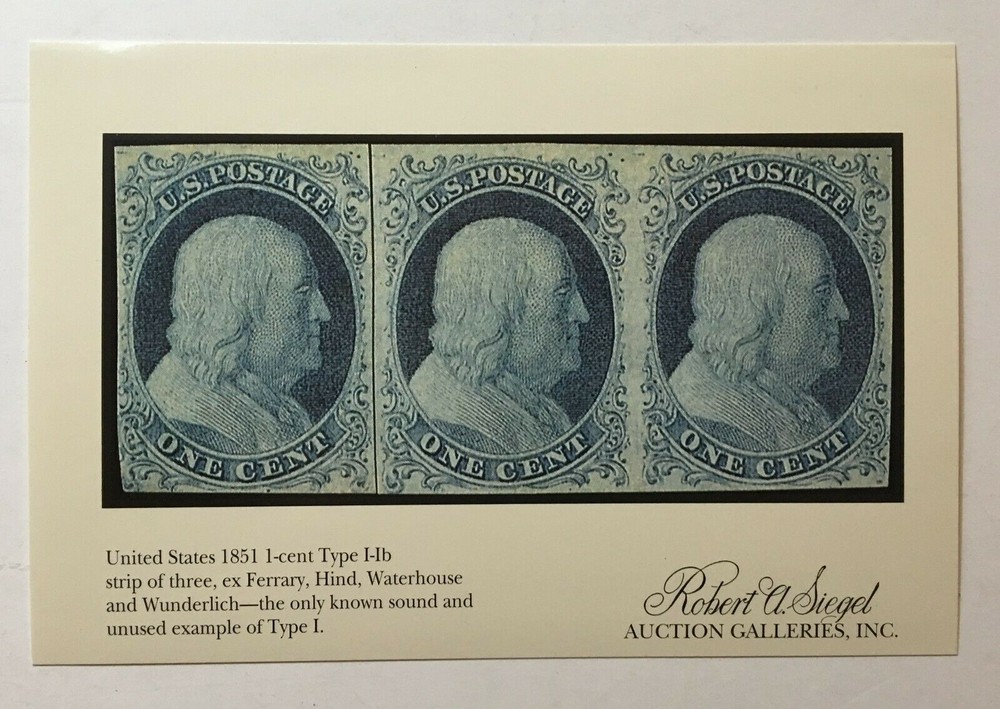 U.S. POSTAGE
ONE CENT
U.S. POSTAGE
ONE CENT
U.S. POSTAGE
ONE CENT
United States 1851 1-cent Type I-Ib
strip of three, ex Ferrary, Hind, Waterhouse
and Wunderlich—the only known sound and
unused example of Type I.
Robert A. Siegel
AUCTION GALLERIES, INC.